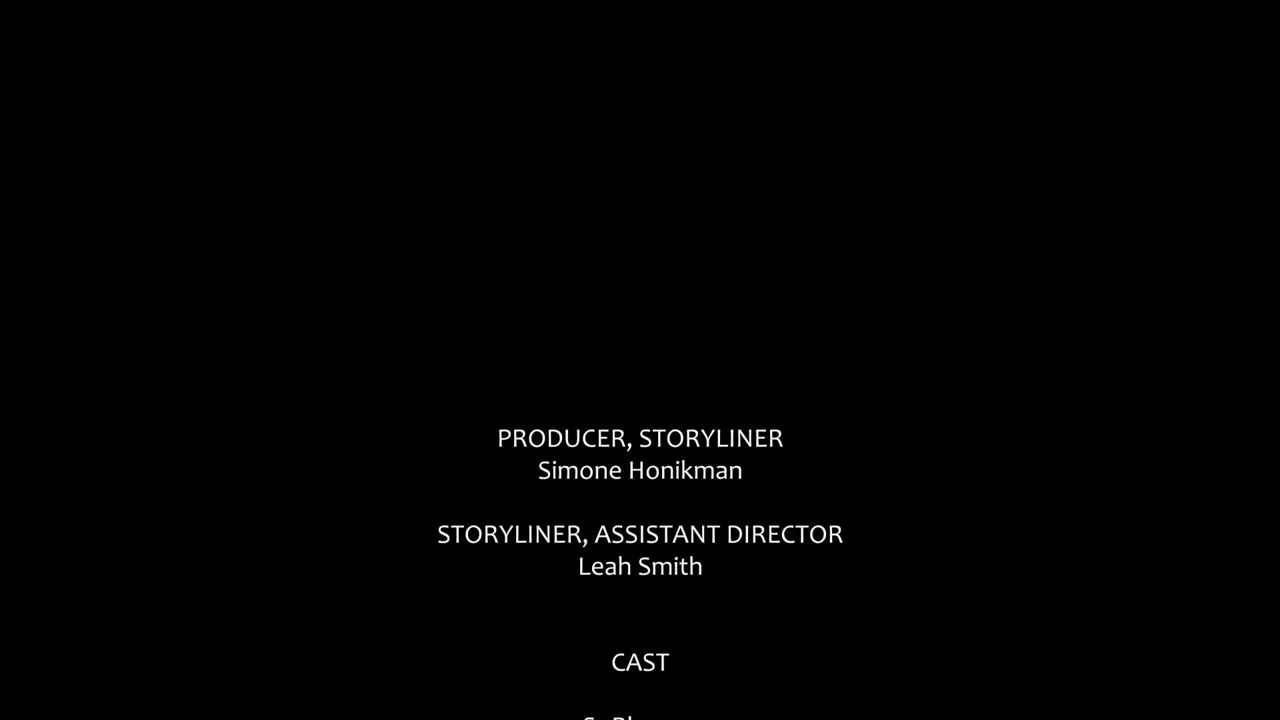 PRODUCER, STORYLINER
Simone Honikman
STORYLINER, ASSISTANT DIRECTOR
Leah Smith
CAST